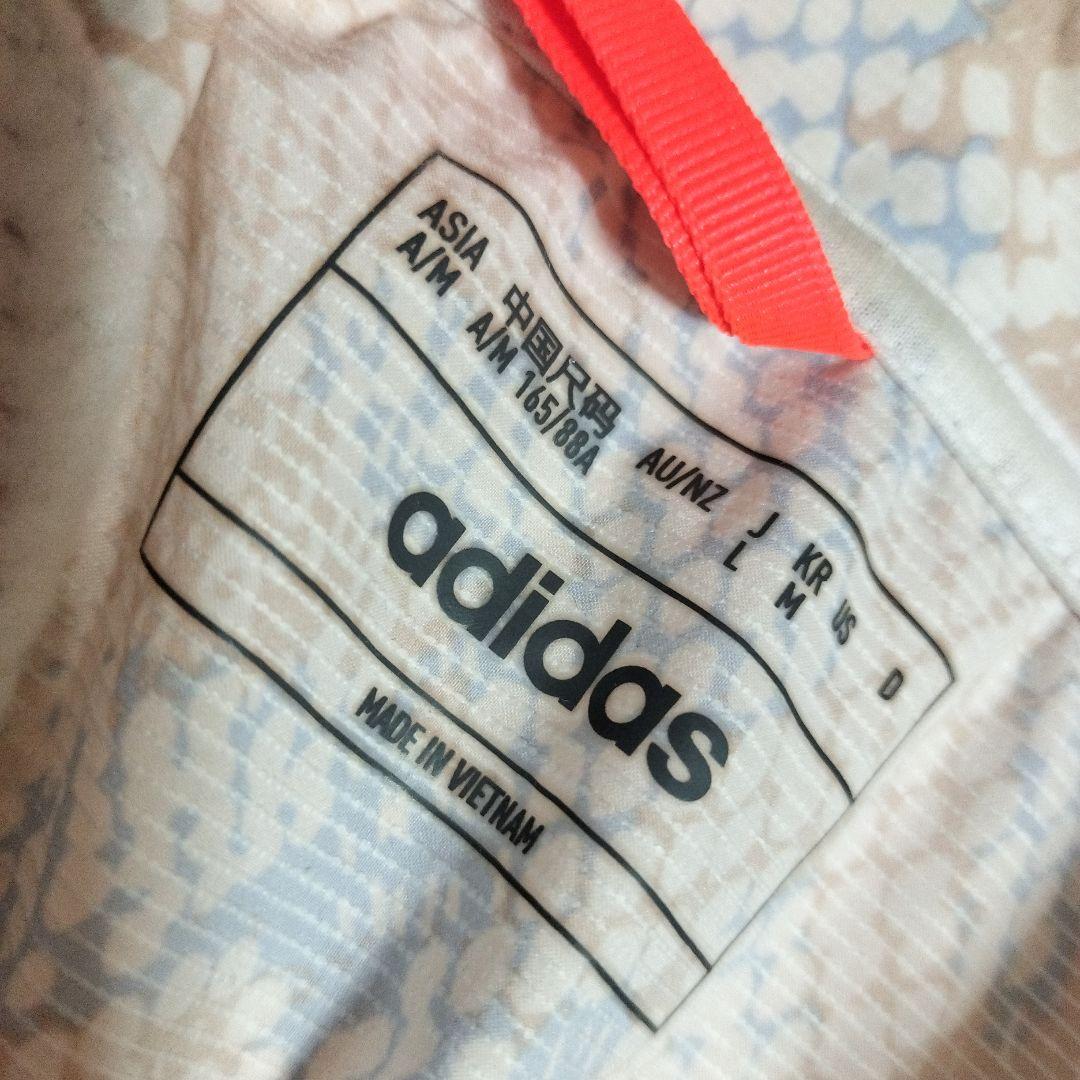 ASIA 中国尺码 AU/NZ J KR US D
A/M A/M 165/88A L M
adidas
MADE IN VIETNAM